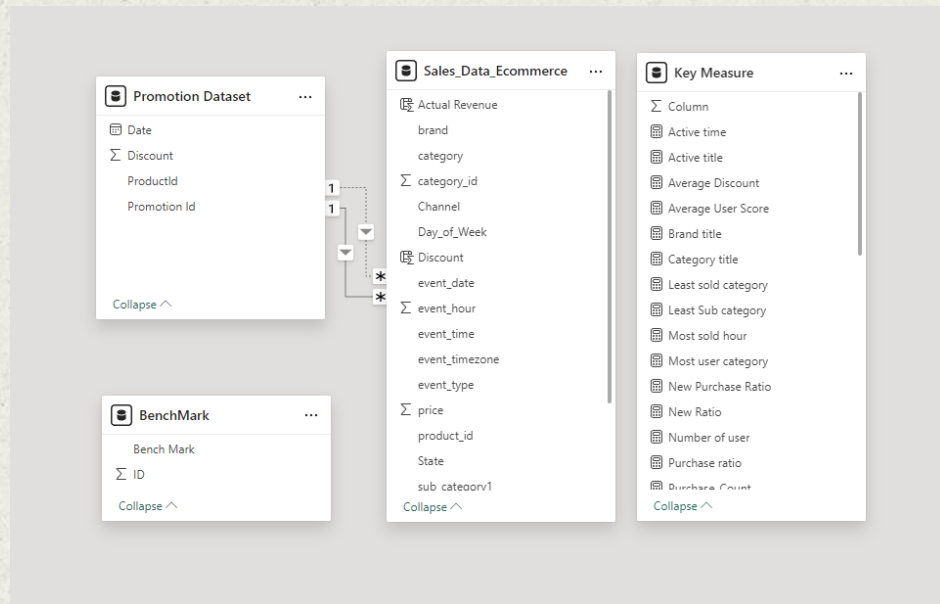 Promotion Dataset
Date
Discount
ProductId
Promotion Id
Collapse
1
1
*
*
BenchMark
Bench Mark
ID
Collapse
Sales_Data_Ecommerce
Actual Revenue
brand
category
category_id
Channel
Day_of_Week
Discount
event_date
event_hour
event_time
event_timezone
event_type
price
product_id
State
sub_category1
Collapse
Key Measure
Column
Active time
Active title
Average Discount
Average User Score
Brand title
Category title
Least sold category
Least Sub category
Most sold hour
Most user category
New Purchase Ratio
New Ratio
Number of user
Purchase ratio
Purchase_Count
Collapse